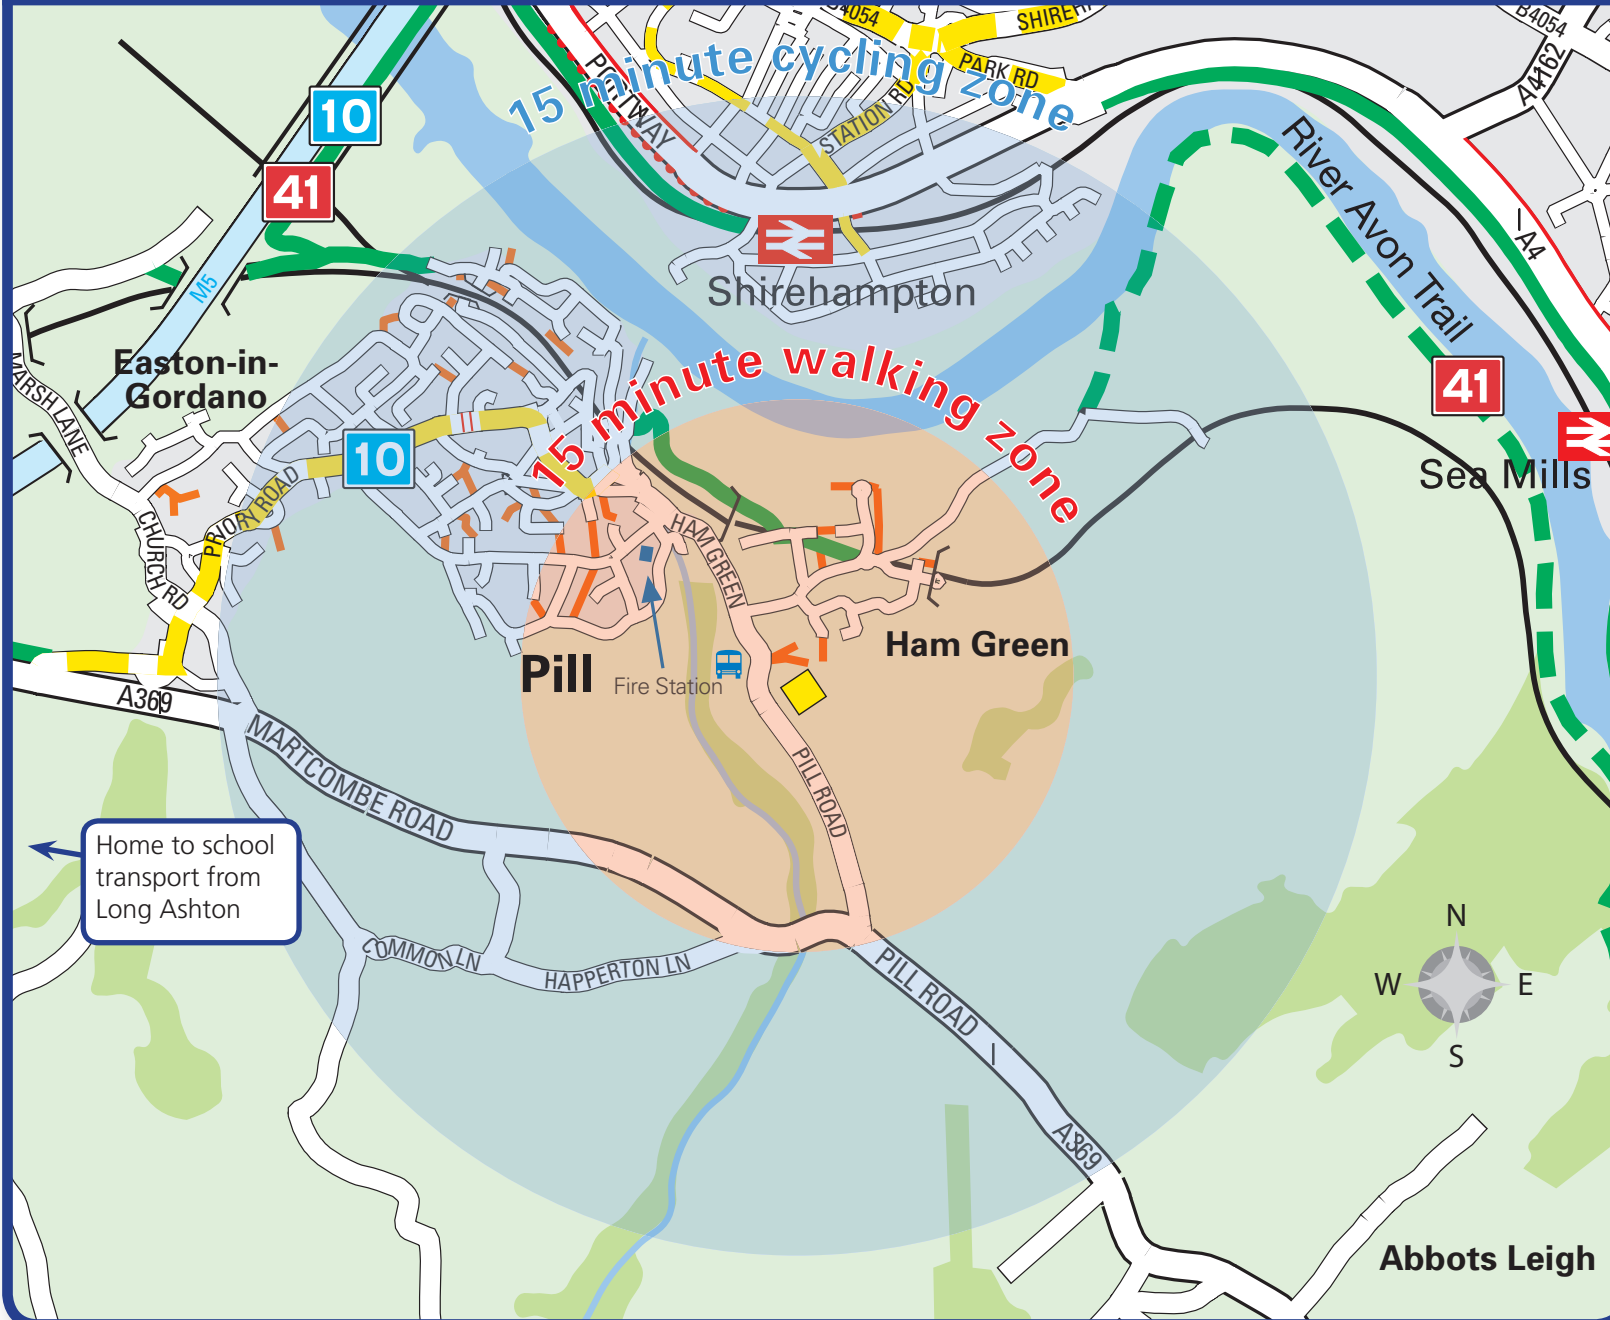 B4054
SHIREH
B4054
A4162
PARK RD
15 minute cycling zone
PORTWAY
STATION RD
10
41
River Avon Trail
A4
M5
Shirehampton
Easton-in-
Gordano
MARSH LANE
15 minute walking zone
41
Sea Mills
10
PRIORY ROAD
CHURCH RD
HAM GREEN
Ham Green
Pill
Fire Station
A369
MARTCOMBE ROAD
PILL ROAD
Home to school
transport from
Long Ashton
COMMON LN
HAPPERTON LN
PILL ROAD
N
W
E
S
A369
Abbots Leigh